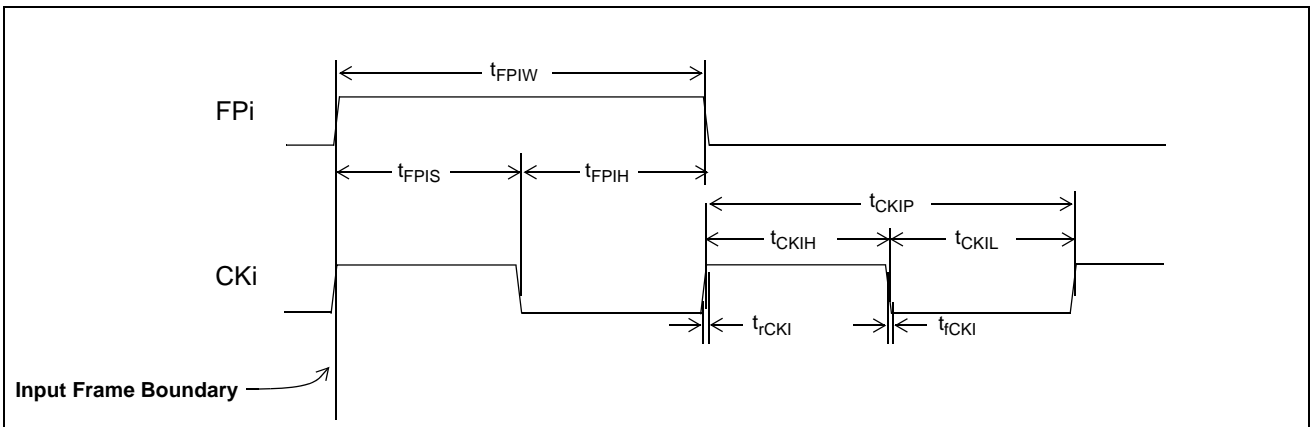 tFPIW
FPi
tFPIS
tFPIH
tCKIP
tCKIH
tCKIL
CKi
trCKI
tfCKI
Input Frame Boundary